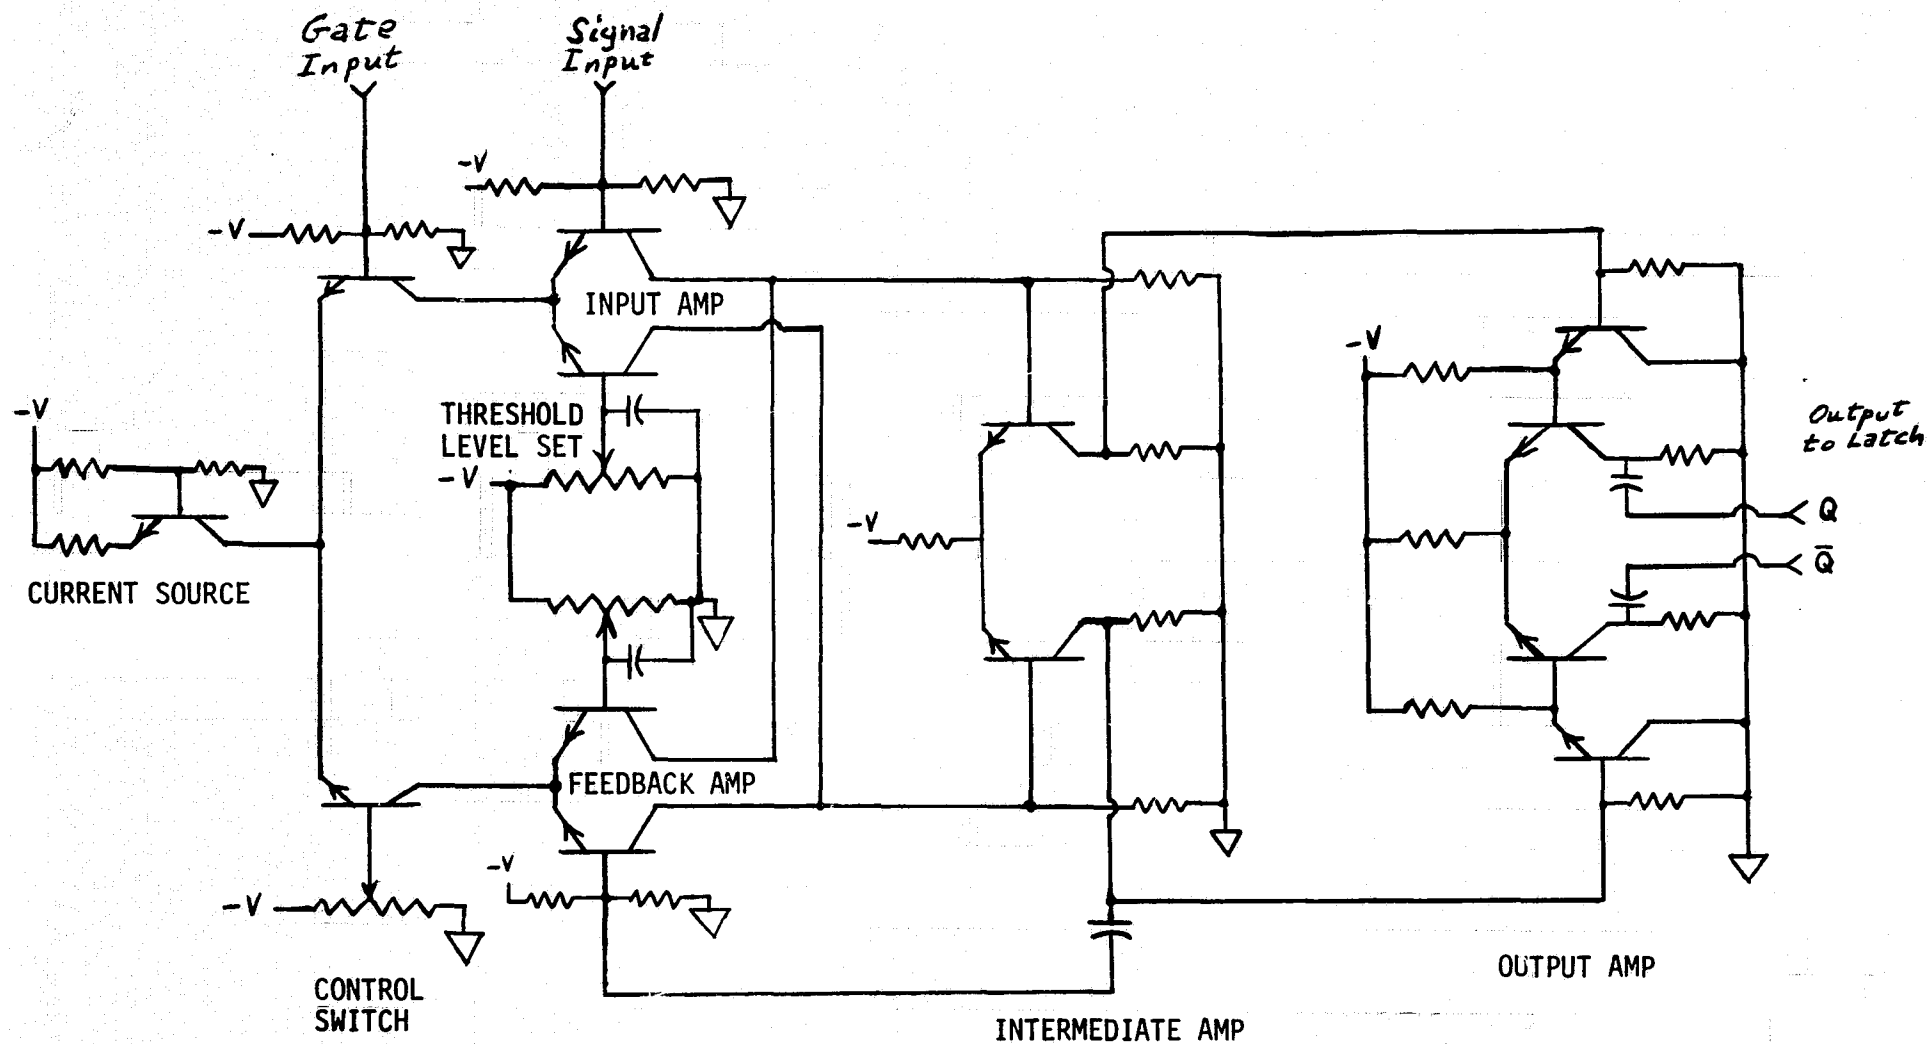 Gate
Input
Signal
Input
-V
-V
INPUT AMP
-V
THRESHOLD
LEVEL SET
-V
-V
Output
to Latch
-V
Q
Q̅
CURRENT SOURCE
FEEDBACK AMP
-V
-V
CONTROL
SWITCH
OUTPUT AMP
INTERMEDIATE AMP